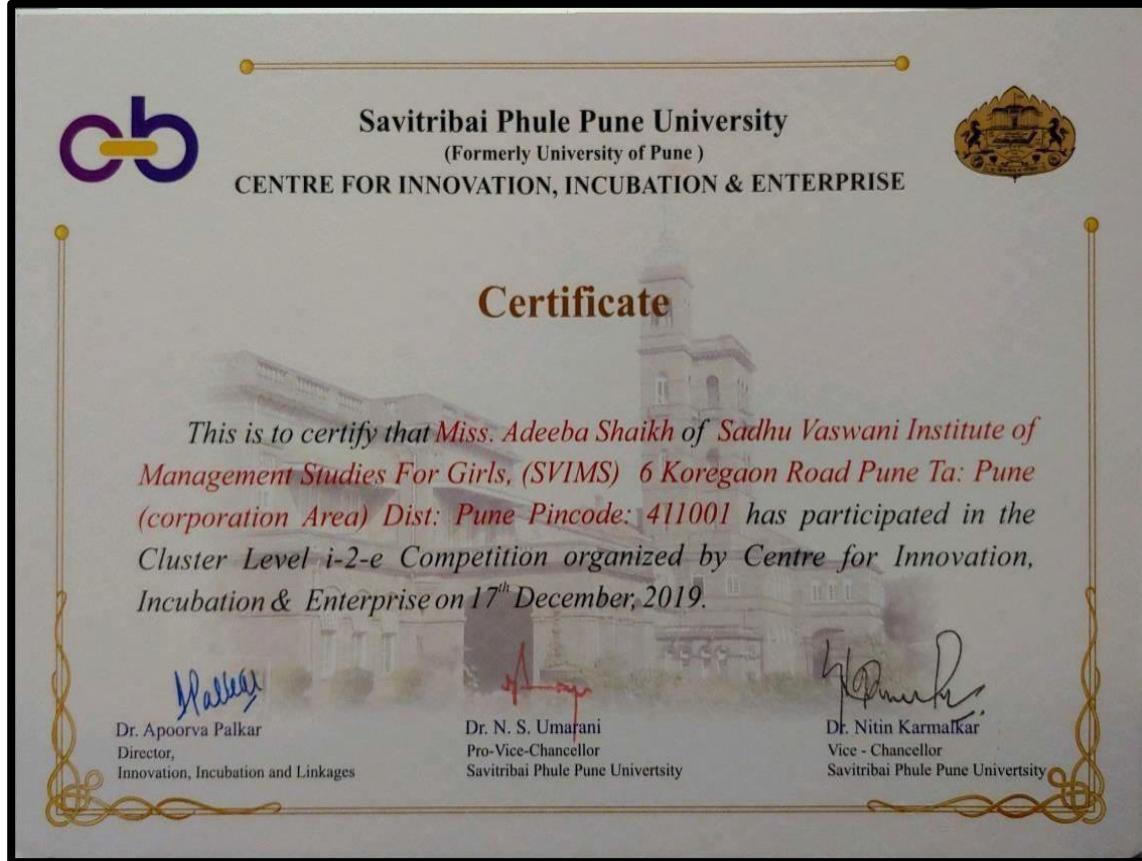 Savitribai Phule Pune University
(Formerly University of Pune )
CENTRE FOR INNOVATION, INCUBATION & ENTERPRISE
Certificate
This is to certify that Miss. Adeeba Shaikh of Sadhu Vaswani Institute of
Management Studies For Girls, (SVIMS) 6 Koregaon Road Pune Ta: Pune
(corporation Area) Dist: Pune Pincode: 411001 has participated in the
Cluster Level i-2-e Competition organized by Centre for Innovation,
Incubation & Enterprise on 17th December, 2019.
Dr. Apoorva Palkar
Director,
Innovation, Incubation and Linkages
Dr. N. S. Umarani
Pro-Vice-Chancellor
Savitribai Phule Pune Univertsity
Dr. Nitin Karmalkar
Vice - Chancellor
Savitribai Phule Pune Univertsity